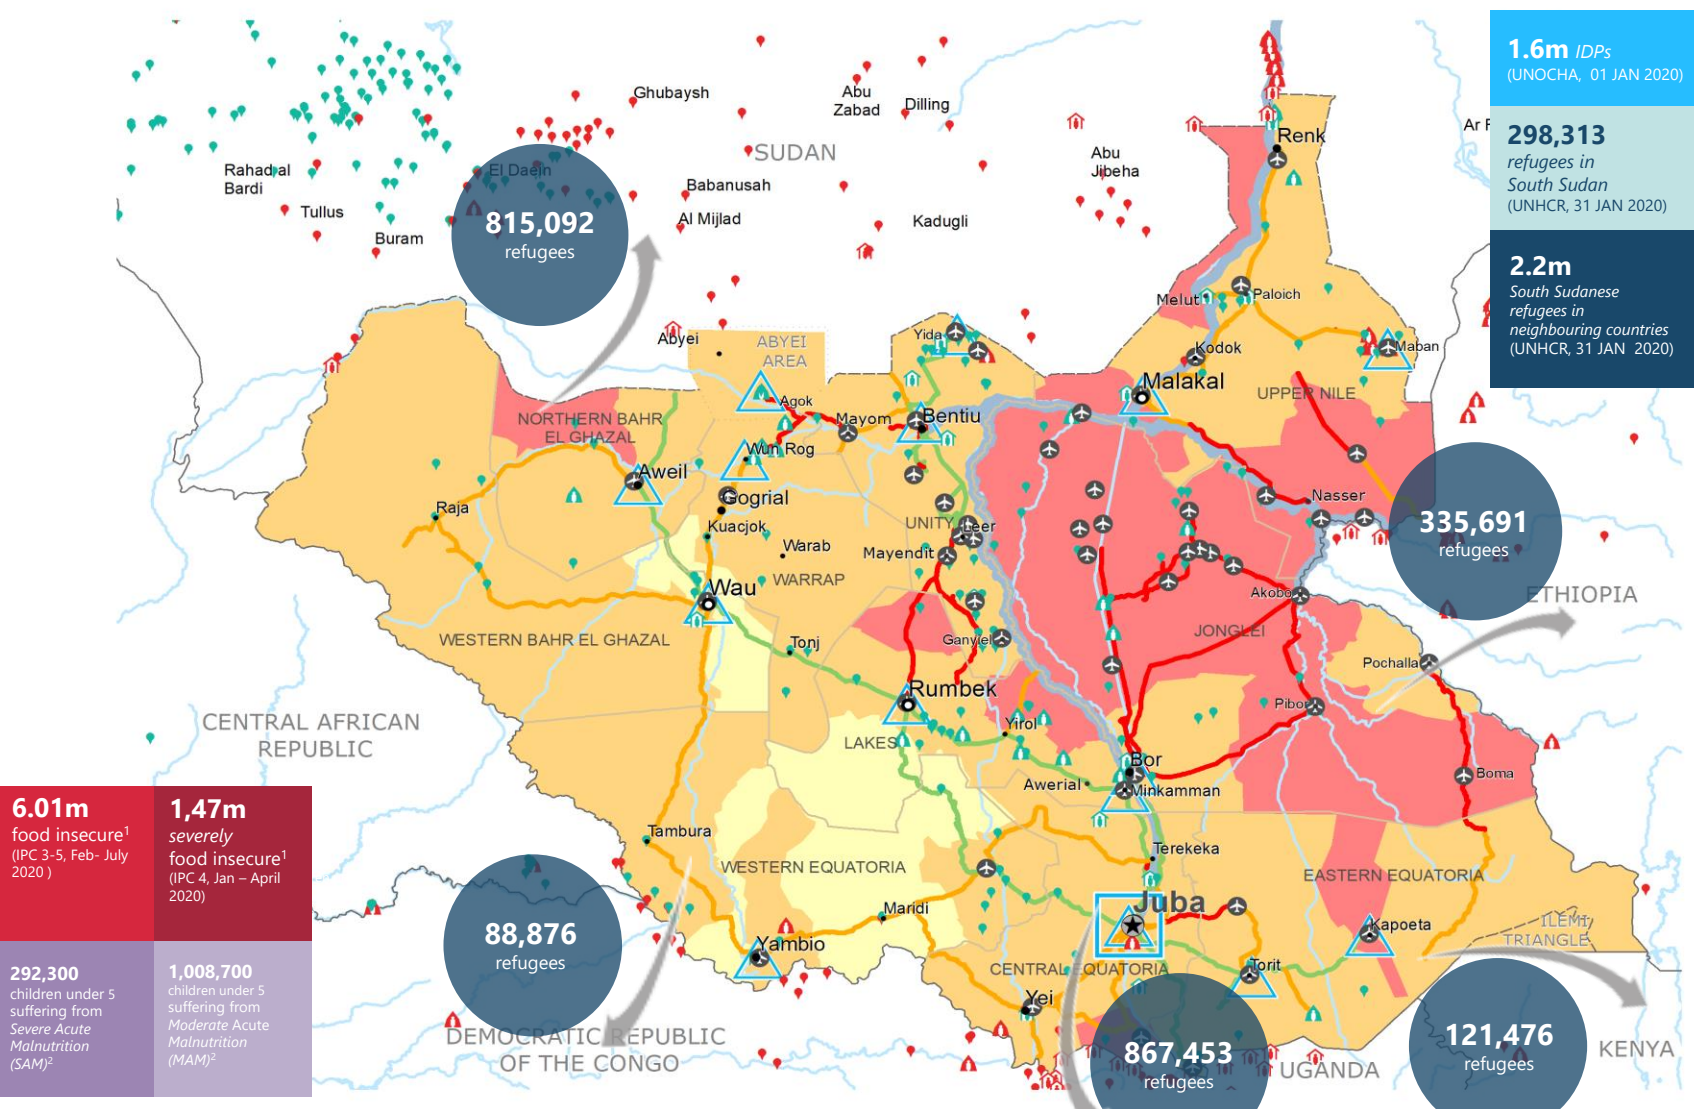 1.6m IDPs
(UNOCHA, 01 JAN 2020)
298,313
refugees in
South Sudan
(UNHCR, 31 JAN 2020)
2.2m
South Sudanese
refugees in
neighbouring countries
(UNHCR, 31 JAN 2020)
Ghubaysh
Abu
Zabad
Dilling
SUDAN
Renk
Rahad al
Bardi
El Daein
Babanusah
Abu
Jibeha
Tullus
Al Mijlad
Kadugli
Buram
815,092
refugees
Melut
Paloich
Abyei
ABYEI
AREA
Yida
Kodok
Maban
Malakal
UPPER NILE
Agok
NORTHERN BAHR
EL GHAZAL
Mayom
Bentiu
Wun Rog
Aweil
Gogrial
Nasser
Raja
Kuacjok
UNITY
Leer
335,691
refugees
Warab
Mayendit
WARRAP
Wau
Akobo
ETHIOPIA
WESTERN BAHR EL GHAZAL
Tonj
Ganyiel
JONGLEI
Pochalla
Rumbek
Pibor
CENTRAL AFRICAN
REPUBLIC
Yirol
LAKES
Bor
Boma
Awerial
Minkamman
6.01m
food insecure1
(IPC 3-5, Feb- July
2020 )
1,47m
severely
food insecure1
(IPC 4, Jan – April
2020)
Tambura
Terekeka
WESTERN EQUATORIA
EASTERN EQUATORIA
Maridi
Juba
Kapoeta
ILEMI
TRIANGLE
88,876
refugees
Yambio
CENTRAL EQUATORIA
Torit
292,300
children under 5
suffering from
Severe Acute
Malnutrition
(SAM)2
1,008,700
children under 5
suffering from
Moderate Acute
Malnutrition
(MAM)2
Yei
DEMOCRATIC REPUBLIC
OF THE CONGO
867,453
refugees
UGANDA
121,476
refugees
KENYA